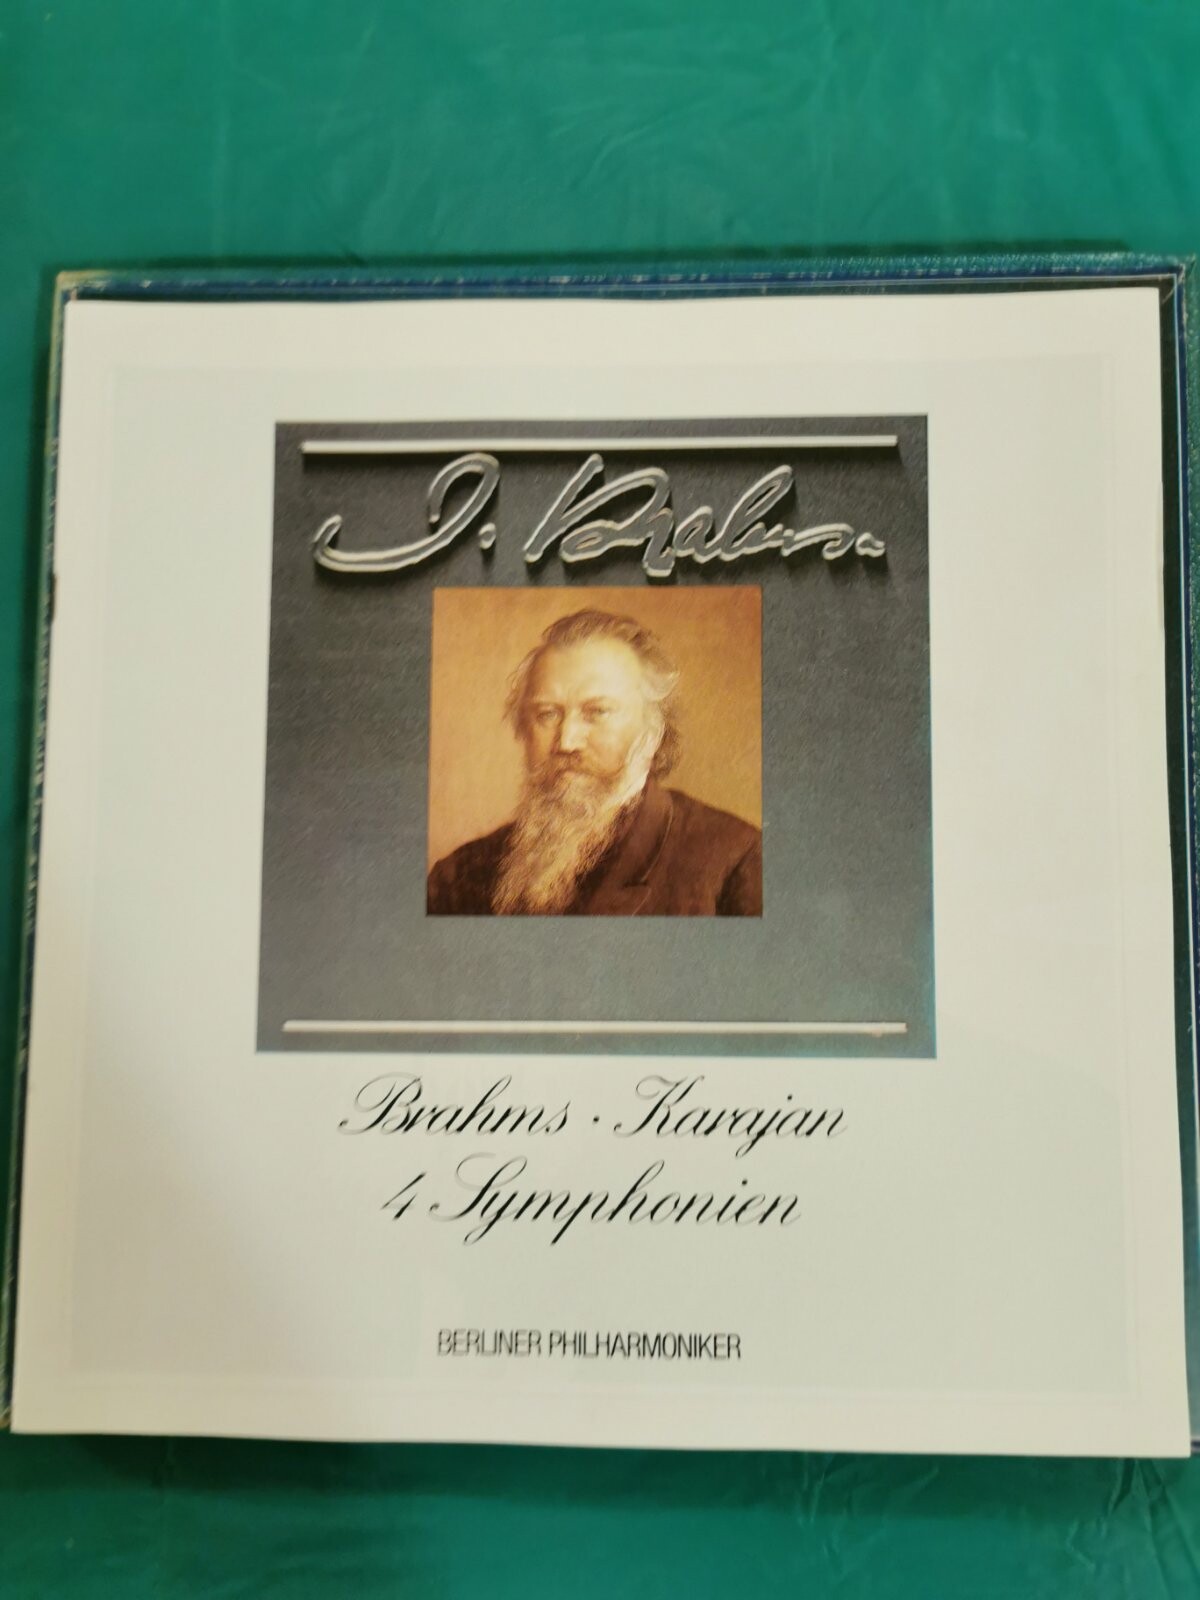 J. Brahms.
Brahms · Karajan
4 Symphonien
BERLINER PHILHARMONIKER